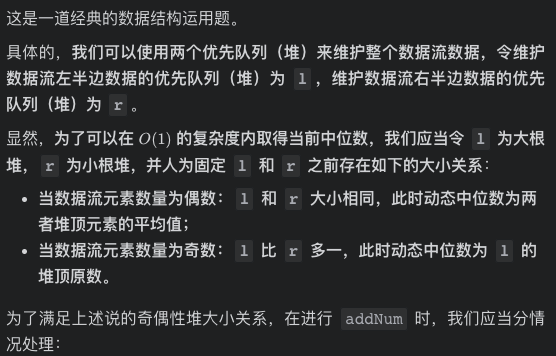 这是一道经典的数据结构运用题。
具体的，我们可以使用两个优先队列（堆）来维护整个数据流数据，令维
护数据流左半边数据的优先队列（堆）为 l ，维护数据流右半边数据的优先
队列（堆）为 r 。
显然，为了可以在 O(1) 的复杂度内取得当前中位数，我们应当令 l 为大根
堆， r 为小根堆，并人为固定 l 和 r 之前存在如下的大小关系：
• 当数据流元素数量为偶数： l 和 r 大小相同，此时动态中位数为两
者堆顶元素的平均值；
• 当数据流元素数量为奇数： l 比 r 多一，此时动态中位数为 l 的
堆顶原数。
为了满足上述说的奇偶性堆大小关系，在进行 addNum 时，我们应当分情
况处理：